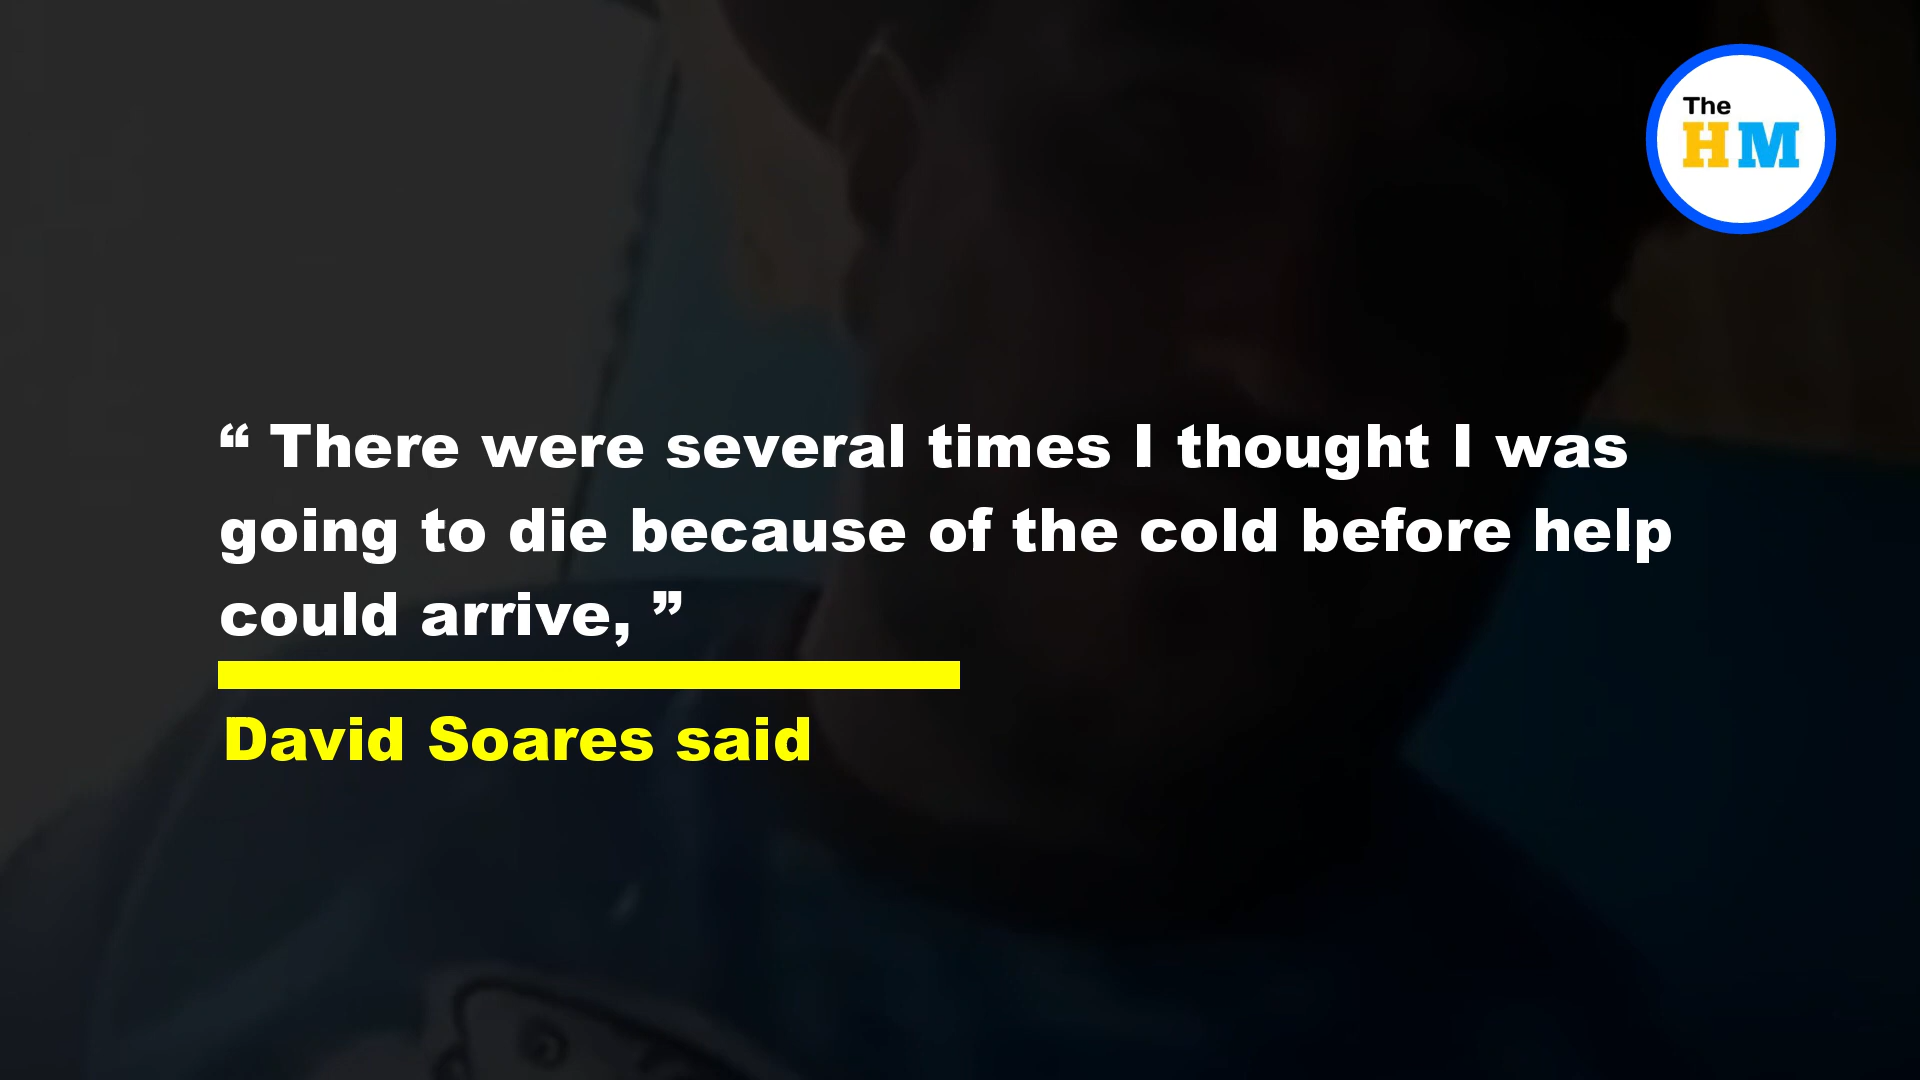 The
HM
“ There were several times I thought I was
going to die because of the cold before help
could arrive, ”
David Soares said